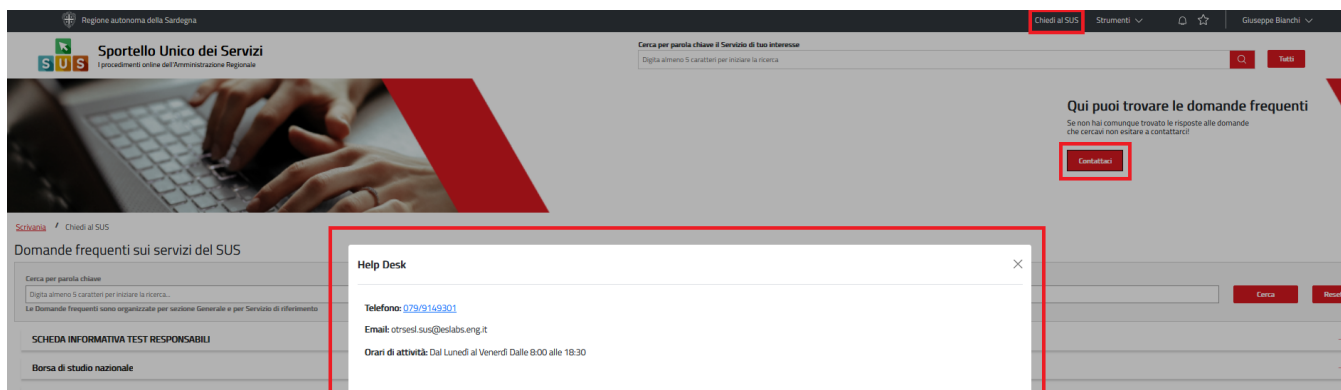 Regione autonoma della Sardegna
Chiedi al SUS
Strumenti
Giuseppe Bianchi
SUS
Sportello Unico dei Servizi
I procedimenti online dell'Amministrazione Regionale
Cerca per parola chiave il Servizio di tuo interesse
Digita almeno 5 caratteri per iniziare la ricerca
Tutti
Qui puoi trovare le domande frequenti
Se non hai comunque trovato le risposte alle domande
che cercavi non esitare a contattarci!
Contattaci
Scrivania / Chiedi al SUS
Domande frequenti sui servizi del SUS
Cerca per parola chiave
Digita almeno 5 caratteri per iniziare la ricerca...
Cerca
Reset
Le Domande frequenti sono organizzate per sezione Generale e per Servizio di riferimento
SCHEDA INFORMATIVA TEST RESPONSABILI
Borsa di studio nazionale
Help Desk
Telefono: 079/9149301
Email: otrsesl.sus@eslabs.eng.it
Orari di attività: Dal Lunedì al Venerdì Dalle 8:00 alle 18:30